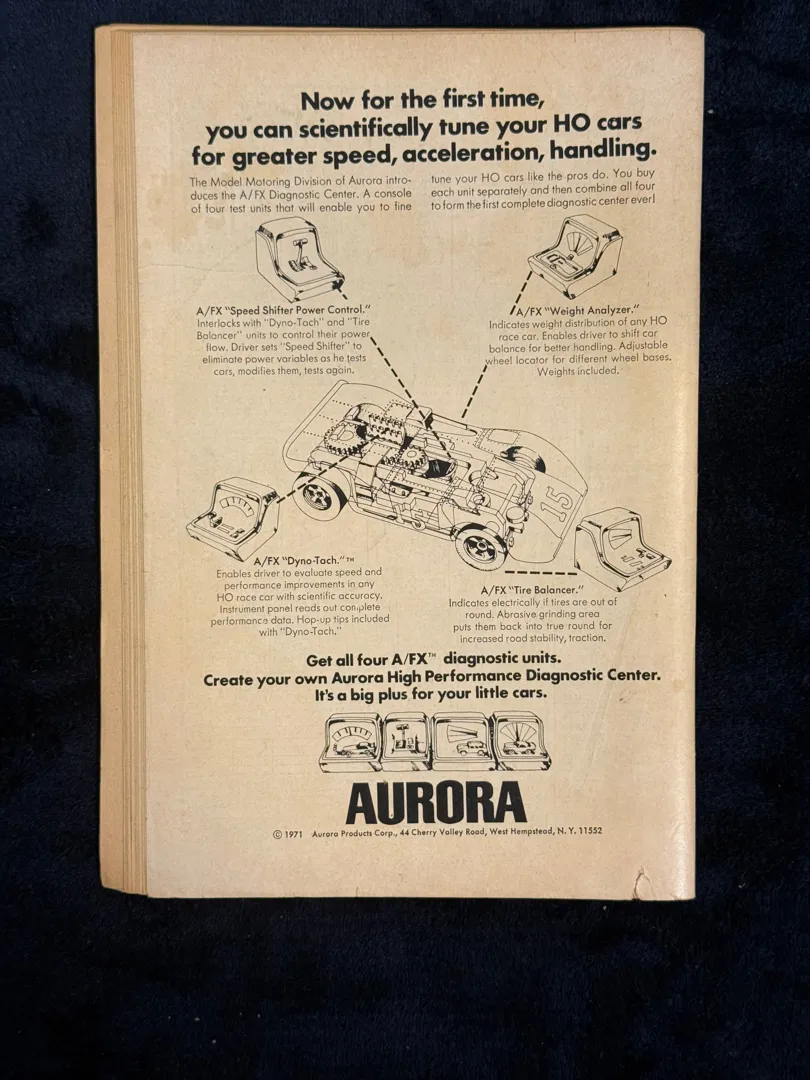 Now for the first time,
you can scientifically tune your HO cars
for greater speed, acceleration, handling.
The Model Motoring Division of Aurora intro-
duces the A/FX Diagnostic Center. A console
of four test units that will enable you to fine
tune your HO cars like the pros do. You buy
each unit separately and then combine all four
to form the first complete diagnostic center ever!
A/FX "Speed Shifter Power Control."
Interlocks with "Dyno-Tach" and "Tire
Balancer" units to control their power
flow. Driver sets "Speed Shifter" to
eliminate power variables as he tests
cars, modifies them, tests again.
A/FX "Weight Analyzer."
Indicates weight distribution of any HO
race car. Enables driver to shift car
balance for better handling. Adjustable
wheel locator for different wheel bases.
Weights included.
15
A/FX "Dyno-Tach."™
Enables driver to evaluate speed and
performance improvements in any
HO race car with scientific accuracy.
Instrument panel reads out complete
performance data. Hop-up tips included
with "Dyno-Tach."
A/FX "Tire Balancer."
Indicates electrically if tires are out of
round. Abrasive grinding area
puts them back into true round for
increased road stability, traction.
Get all four A/FX™ diagnostic units.
Create your own Aurora High Performance Diagnostic Center.
It's a big plus for your little cars.
AURORA
© 1971 Aurora Products Corp., 44 Cherry Valley Road, West Hempstead, N. Y. 11552